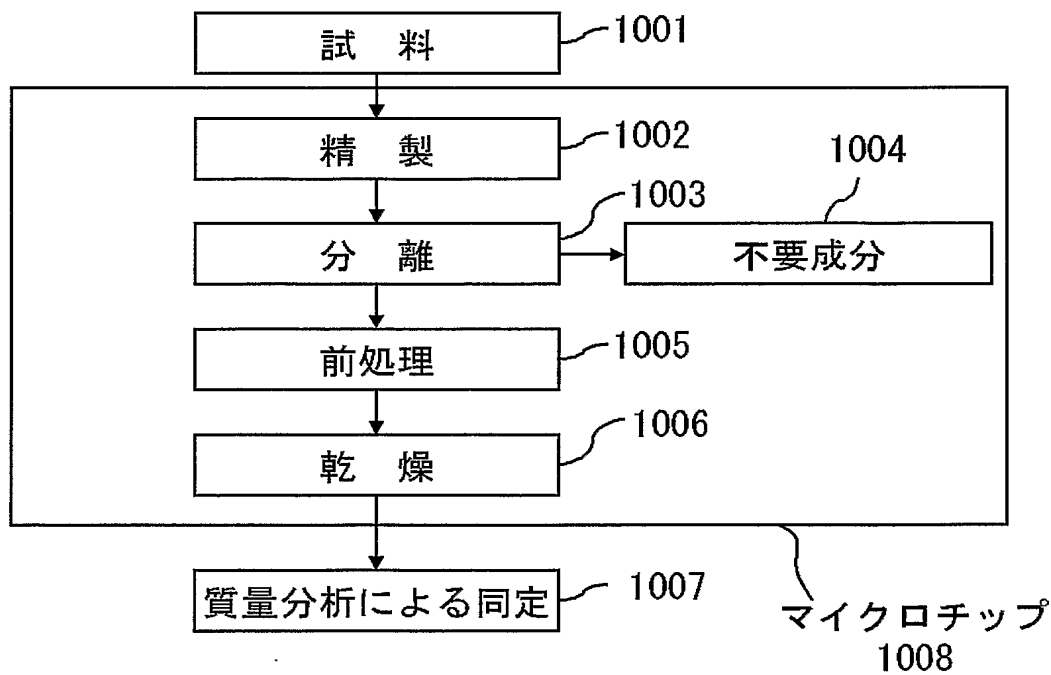 試 料
1001
精 製
1002
1004
分 離
1003
不要成分
前処理
1005
乾 燥
1006
質量分析による同定
1007
マイクロチップ
1008